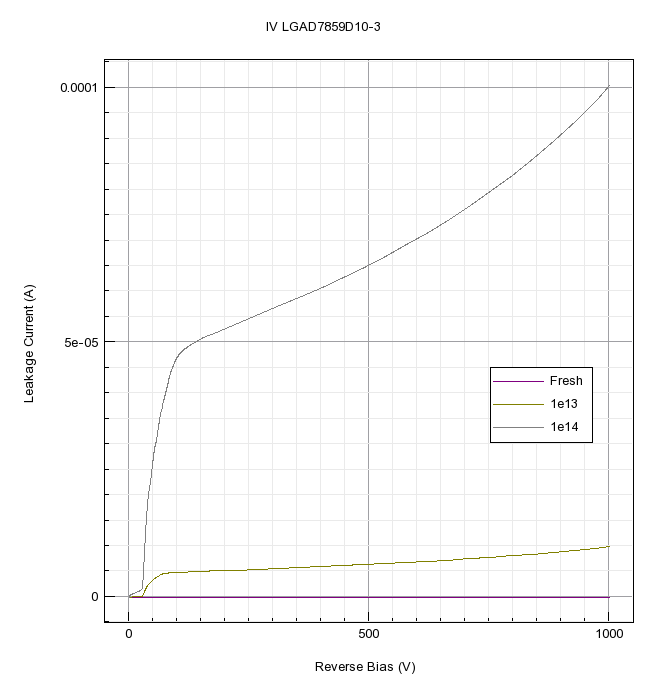 IV LGAD7859D10-3
0.0001
5e-05
0
Leakage Current (A)
Fresh
1e13
1e14
0
500
1000
Reverse Bias (V)